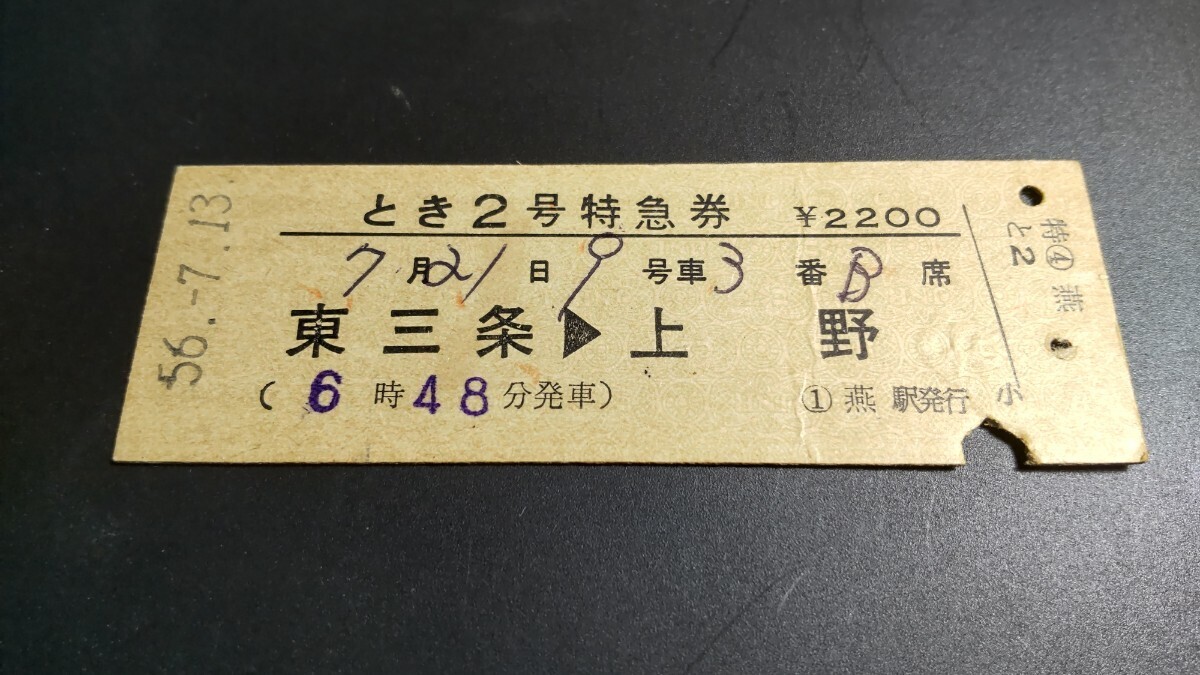 56.-7.13
とき2号特急券 ¥2200
7月21日9号車3番B席
東三条▶上野
(6時48分発車) ①燕駅発行
小
特④燕
と2